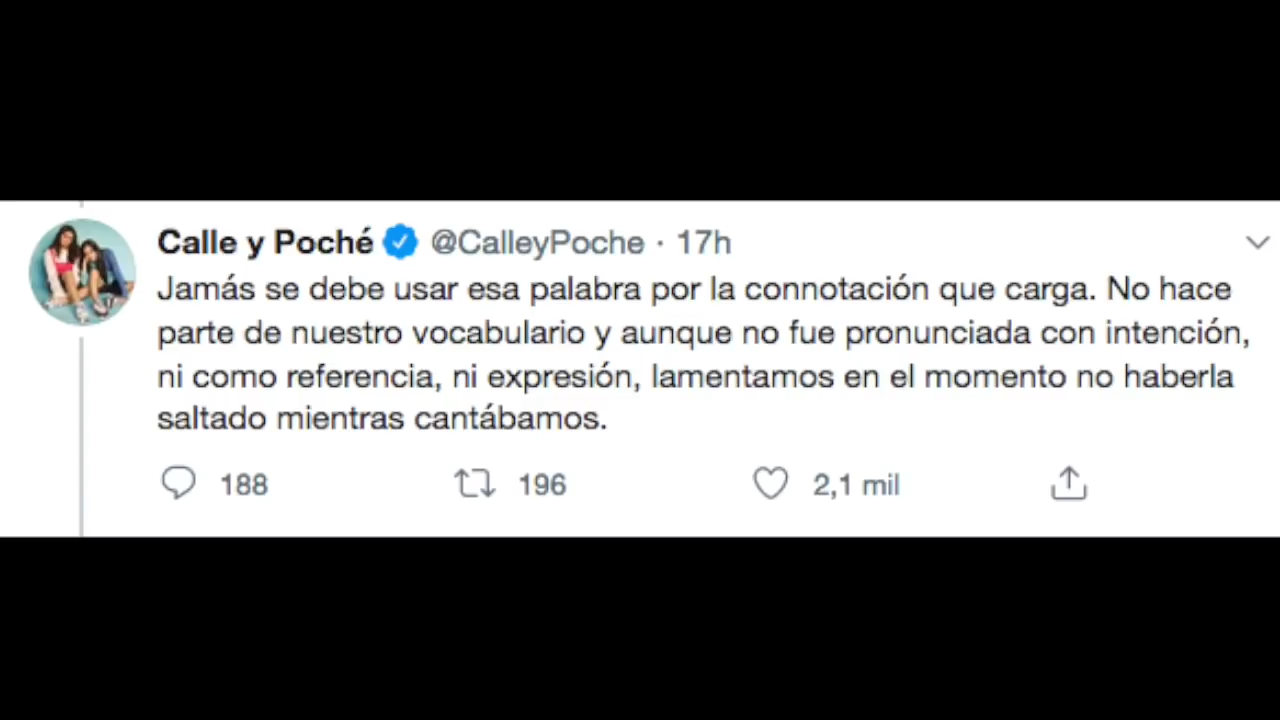 Calle y Poché @CalleyPoche · 17h
Jamás se debe usar esa palabra por la connotación que carga. No hace
parte de nuestro vocabulario y aunque no fue pronunciada con intención,
ni como referencia, ni expresión, lamentamos en el momento no haberla
saltado mientras cantábamos.
188 196 2,1 mil